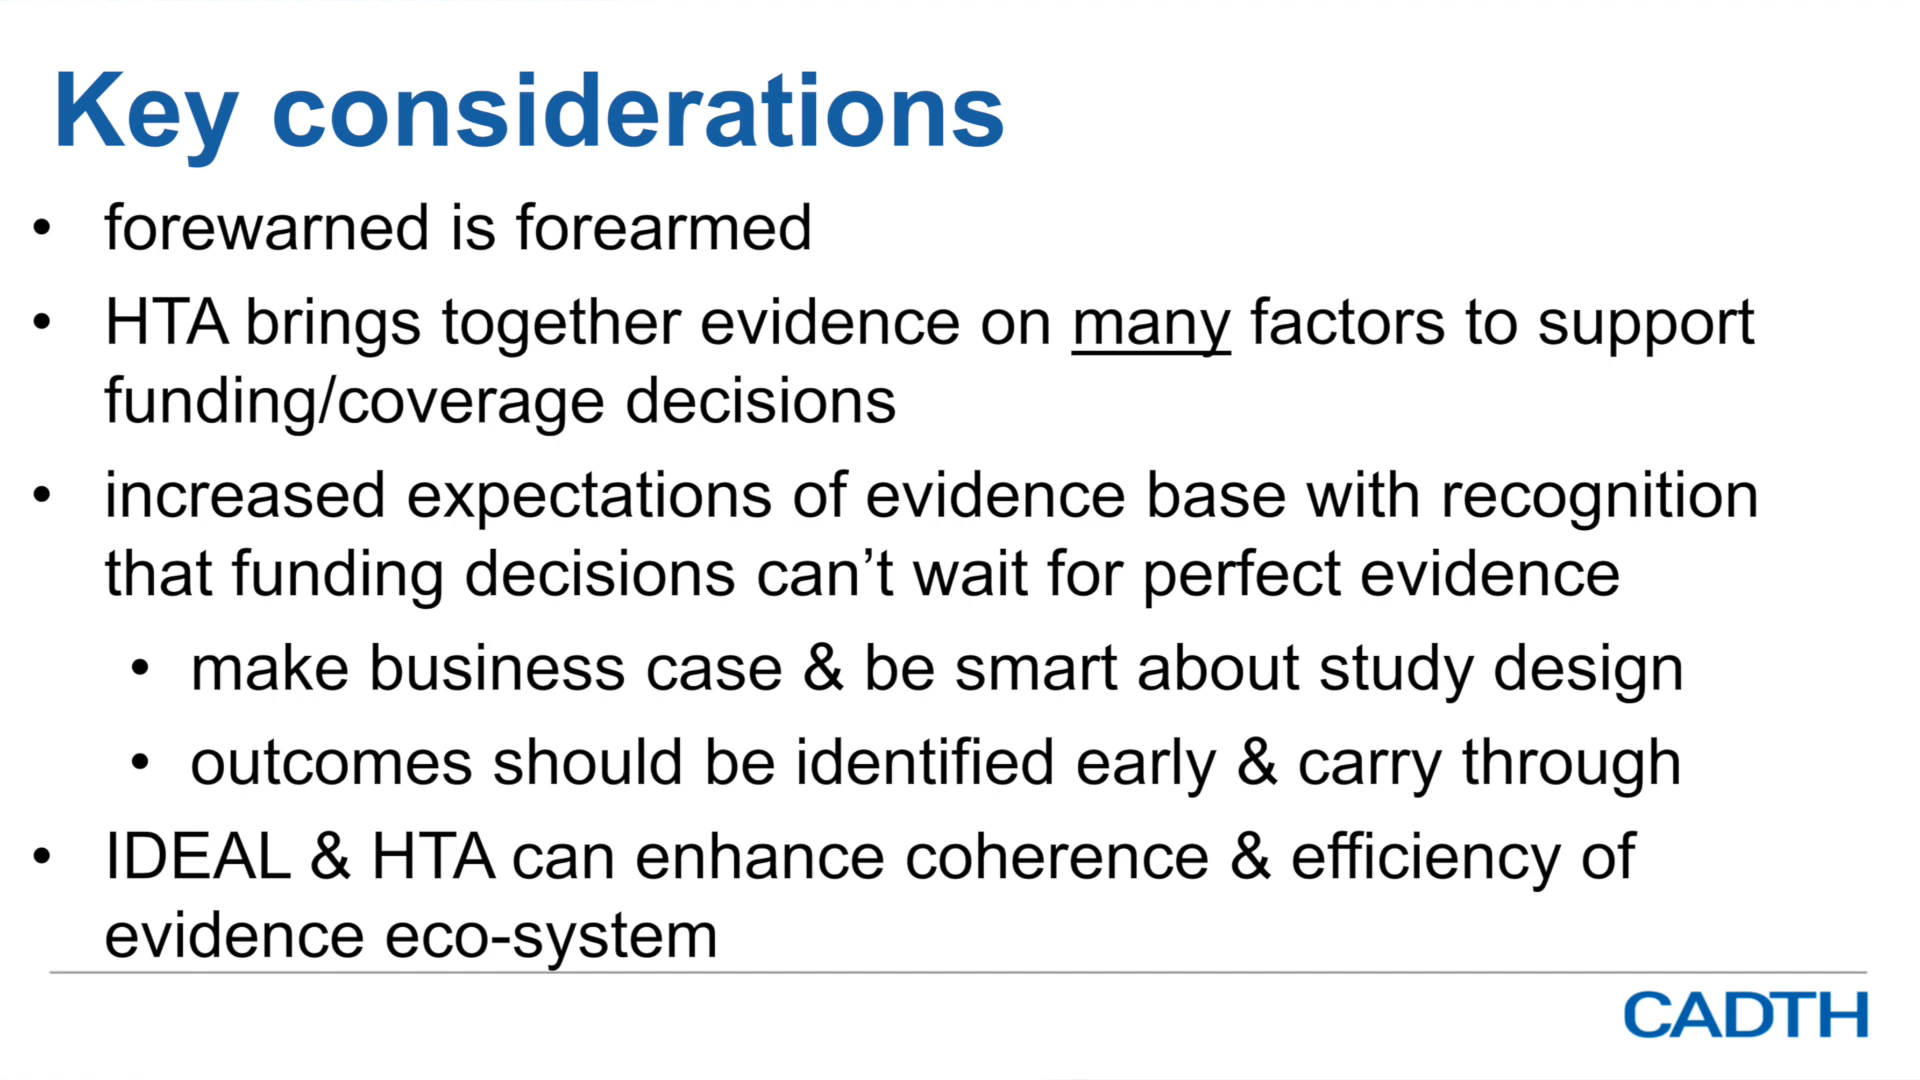 Key considerations
• forewarned is forearmed
• HTA brings together evidence on many factors to support
funding/coverage decisions
• increased expectations of evidence base with recognition
that funding decisions can’t wait for perfect evidence
• make business case & be smart about study design
• outcomes should be identified early & carry through
• IDEAL & HTA can enhance coherence & efficiency of
evidence eco-system
CADTH